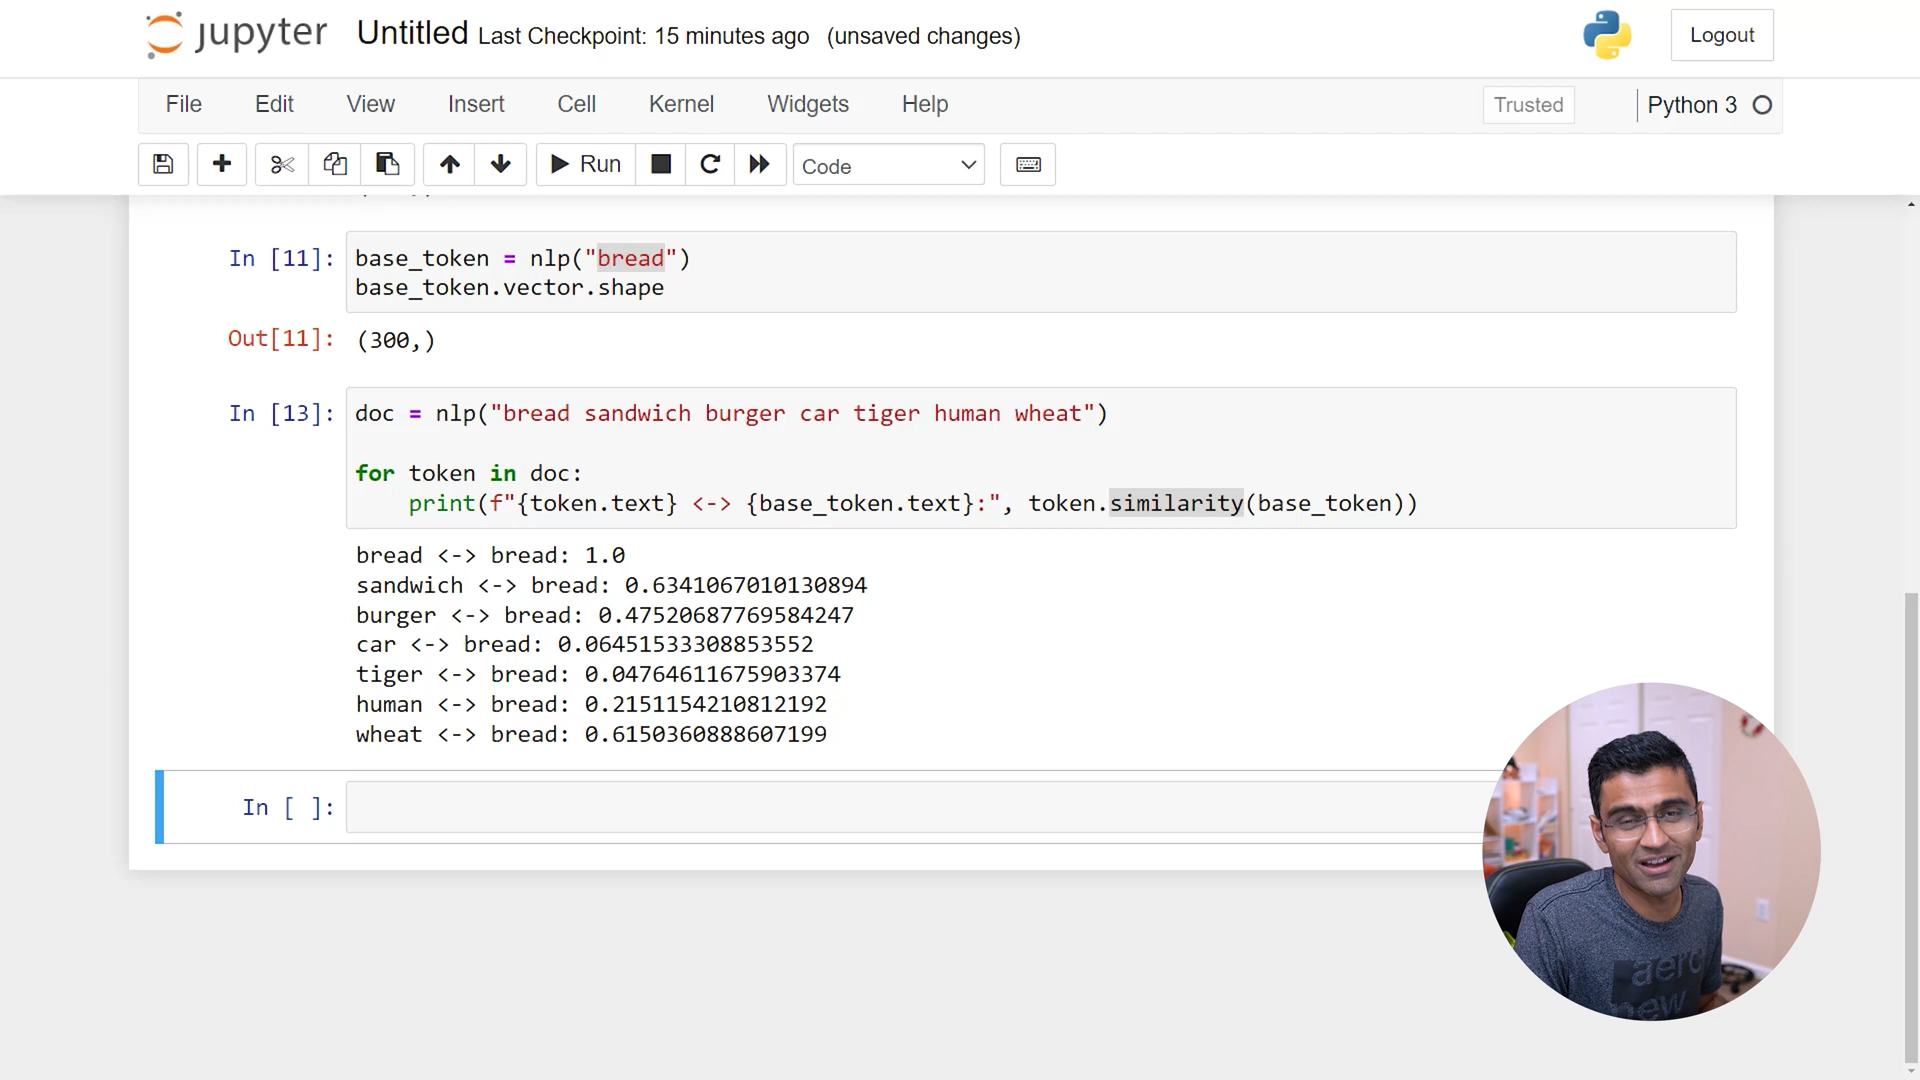 jupyter Untitled Last Checkpoint: 15 minutes ago (unsaved changes) Logout
File Edit View Insert Cell Kernel Widgets Help Trusted Python 3
Run Code
In [11]: base_token = nlp("bread")
base_token.vector.shape
Out[11]: (300,)
In [13]: doc = nlp("bread sandwich burger car tiger human wheat")
for token in doc:
print(f"{token.text} <-> {base_token.text}:", token.similarity(base_token))
bread <-> bread: 1.0
sandwich <-> bread: 0.6341067010130894
burger <-> bread: 0.47520687769584247
car <-> bread: 0.06451533308853552
tiger <-> bread: 0.04764611675903374
human <-> bread: 0.2151154210812192
wheat <-> bread: 0.6150360888607199
In [ ]:
aero
new